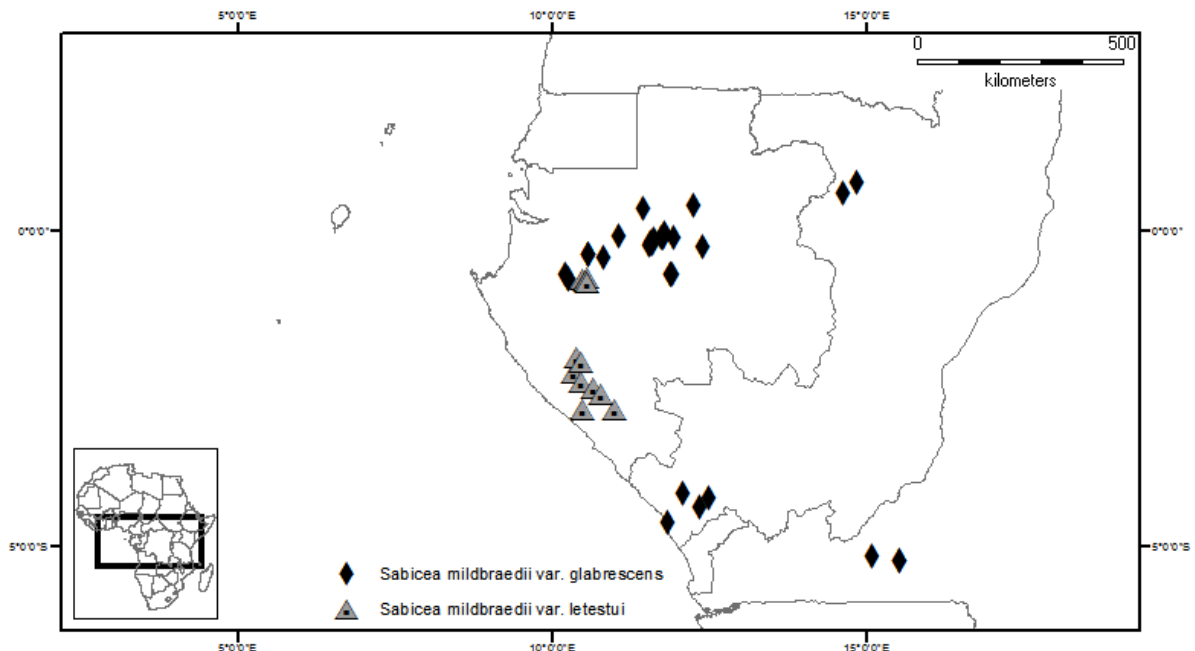 5°0'0"E 10°0'0"E 15°0'0"E
0 500
kilometers
0°0'0" 0°0'0"
5°0'0"S 5°0'0"S
Sabicea mildbraedii var. glabrescens
Sabicea mildbraedii var. letestui
5°0'0"E 10°0'0"E 15°0'0"E